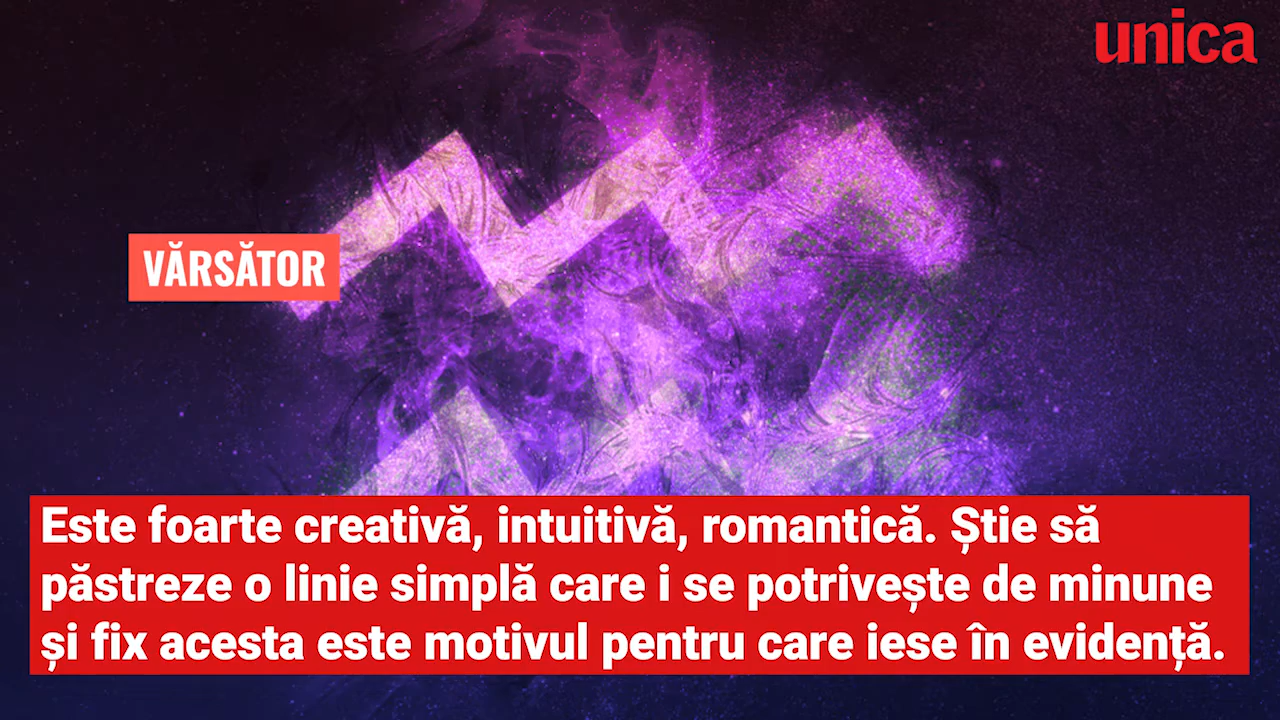 unica
VĂRSĂTOR
Este foarte creativă, intuitivă, romantică. Știe să
păstreze o linie simplă care i se potrivește de minune
și fix acesta este motivul pentru care iese în evidență.